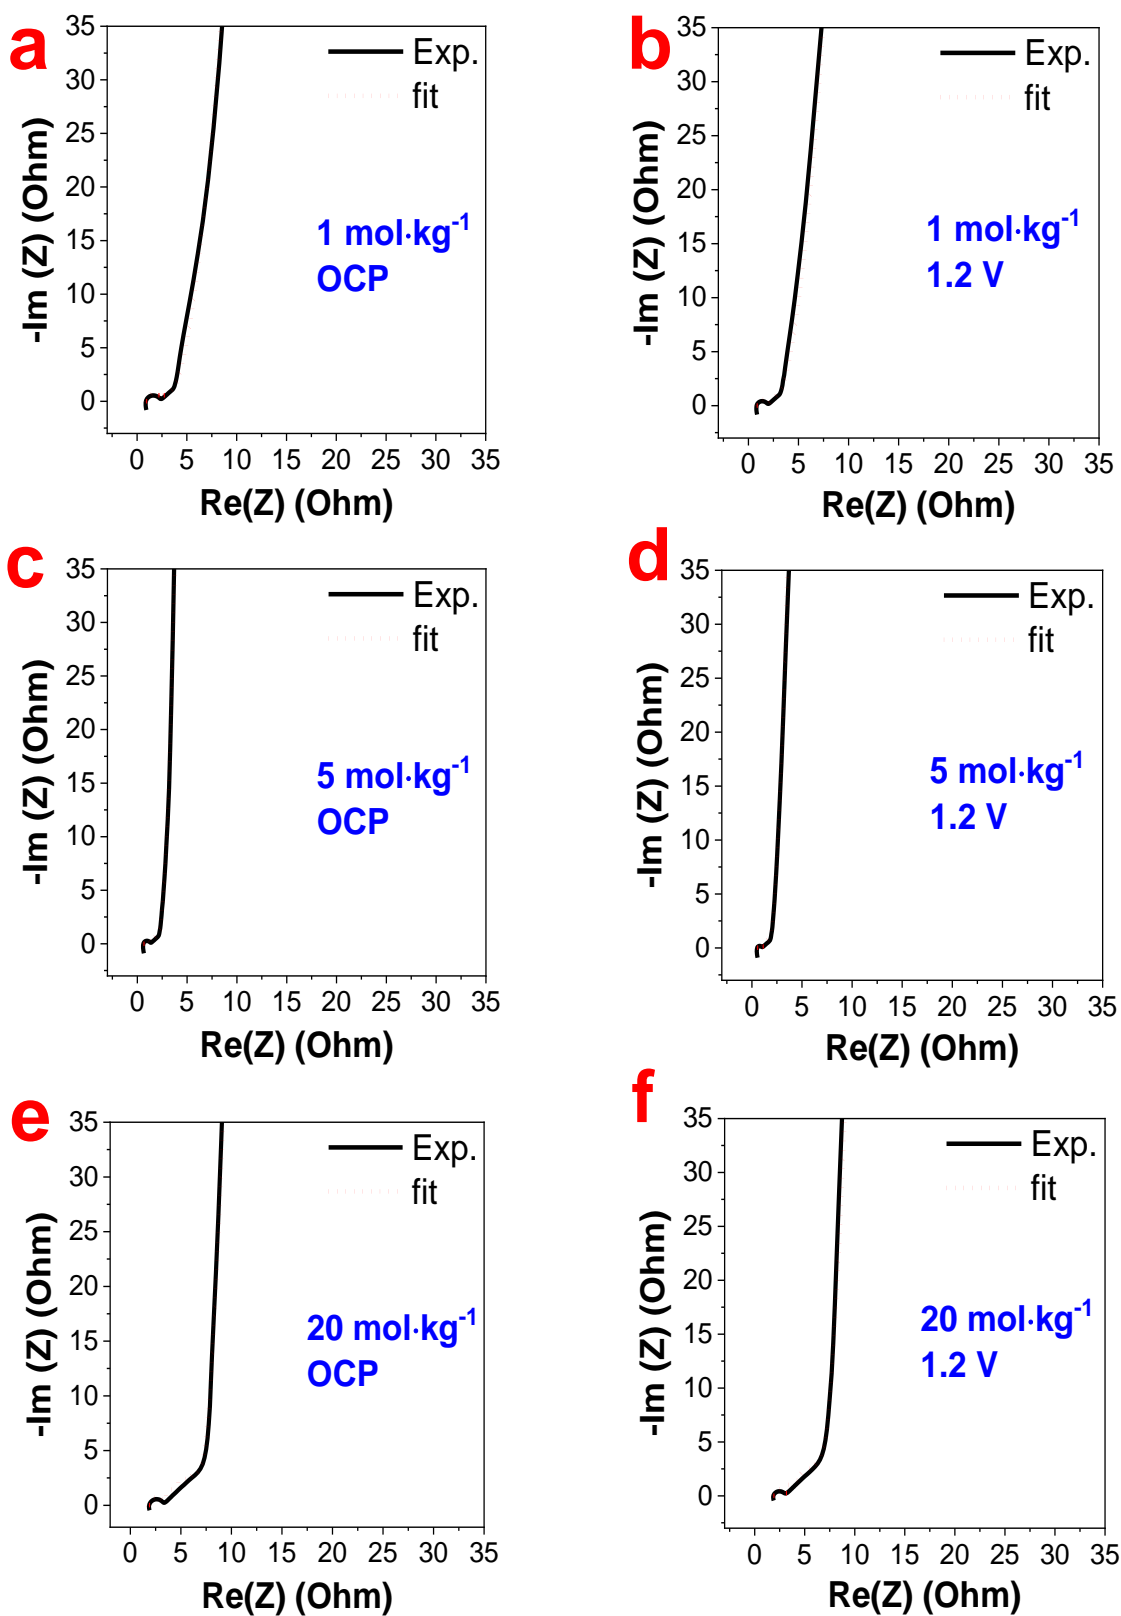 a
35
30
25
20
15
10
5
0
-Im (Z) (Ohm)
Exp.
fit
1 mol·kg⁻¹
OCP
0 5 10 15 20 25 30 35
Re(Z) (Ohm)
b
35
30
25
20
15
10
5
0
-Im (Z) (Ohm)
Exp.
fit
1 mol·kg⁻¹
1.2 V
0 5 10 15 20 25 30 35
Re(Z) (Ohm)
c
35
30
25
20
15
10
5
0
-Im (Z) (Ohm)
Exp.
fit
5 mol·kg⁻¹
OCP
0 5 10 15 20 25 30 35
Re(Z) (Ohm)
d
35
30
25
20
15
10
5
0
-Im (Z) (Ohm)
Exp.
fit
5 mol·kg⁻¹
1.2 V
0 5 10 15 20 25 30 35
Re(Z) (Ohm)
e
35
30
25
20
15
10
5
0
-Im (Z) (Ohm)
Exp.
fit
20 mol·kg⁻¹
OCP
0 5 10 15 20 25 30 35
Re(Z) (Ohm)
f
35
30
25
20
15
10
5
0
-Im (Z) (Ohm)
Exp.
fit
20 mol·kg⁻¹
1.2 V
0 5 10 15 20 25 30 35
Re(Z) (Ohm)